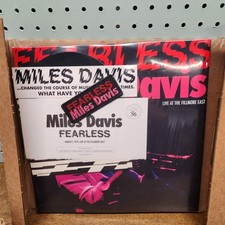 FEARLESS
MILES DAVIS
...CHANGED THE COURSE OF
WHAT HAVE YOU
Davis
LIVE AT THE FILLMORE EAST
FEARLESS
Miles Davis
Miles Davis
FEARLESS